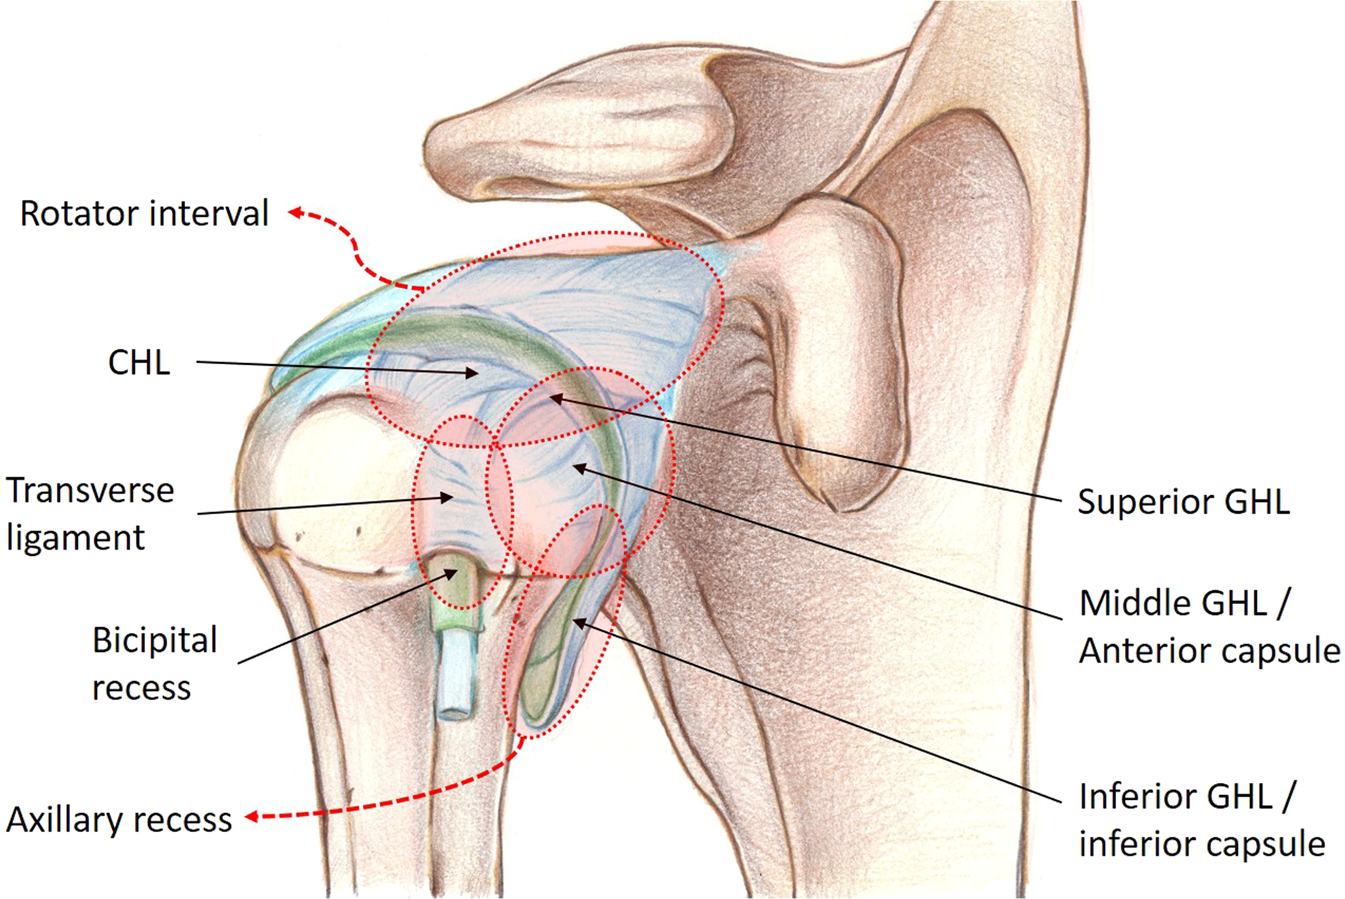 Rotator interval
CHL
Transverse
ligament
Bicipital
recess
Axillary recess
Superior GHL
Middle GHL /
Anterior capsule
Inferior GHL /
inferior capsule